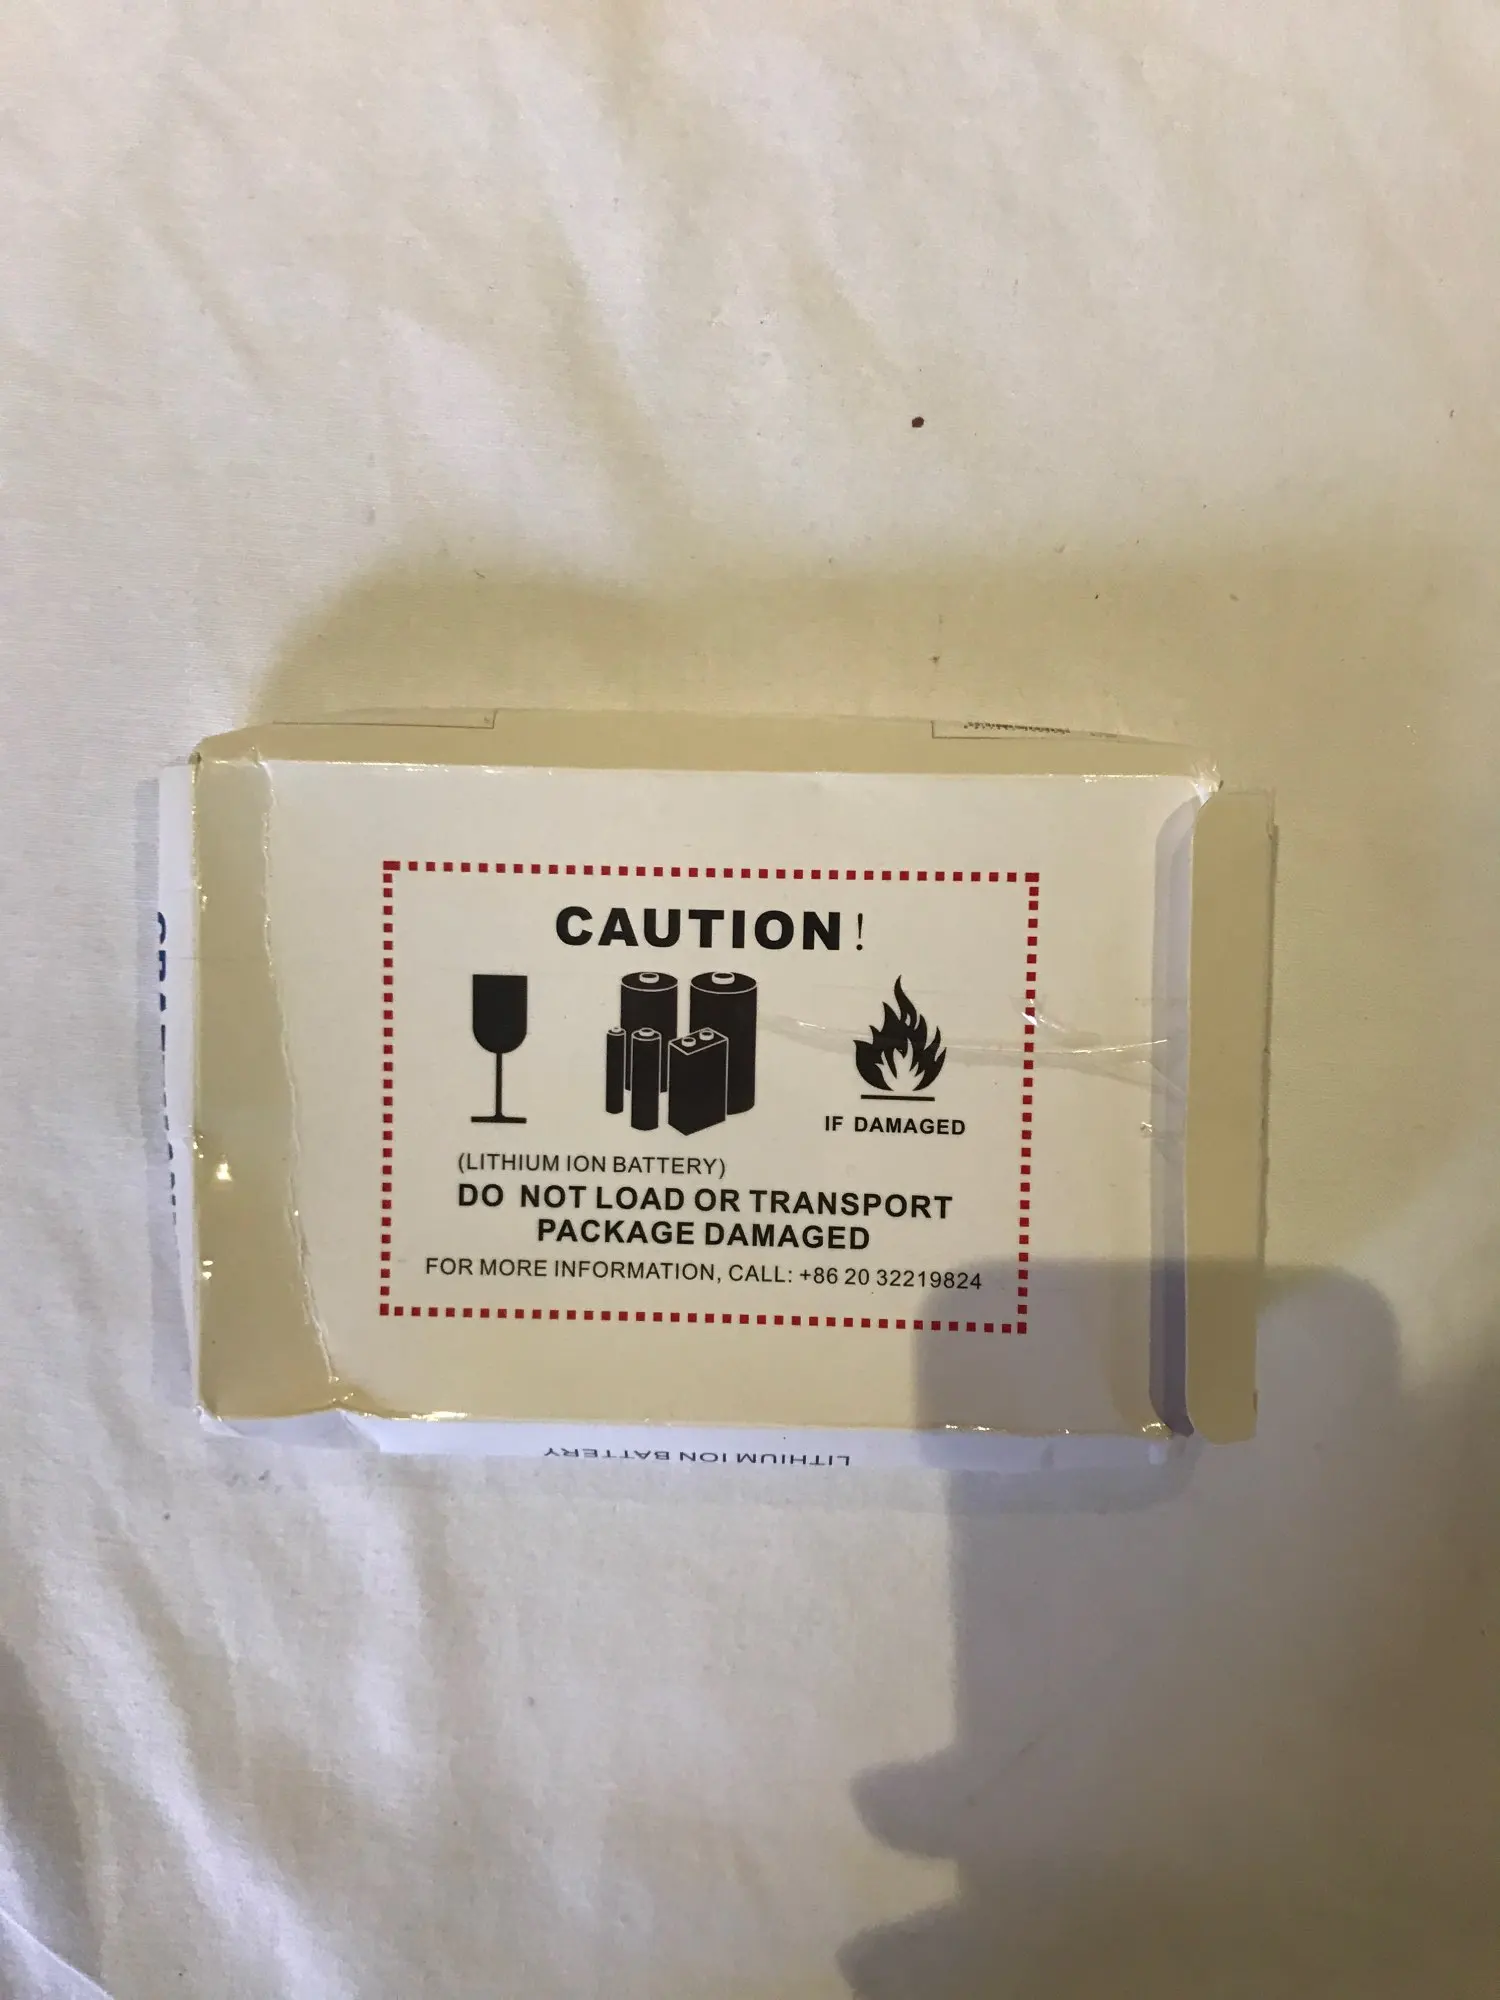 CAUTION!
IF DAMAGED
(LITHIUM ION BATTERY)
DO NOT LOAD OR TRANSPORT
PACKAGE DAMAGED
FOR MORE INFORMATION, CALL: +86 20 32219824
LITHIUM ION BATTERY